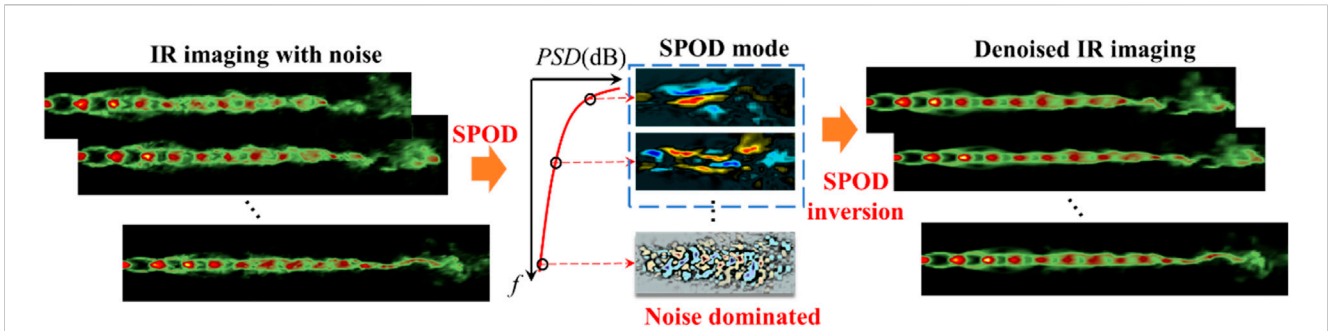 IR imaging with noise
PSD(dB)
SPOD mode
Denoised IR imaging
SPOD
SPOD
inversion
f
Noise dominated